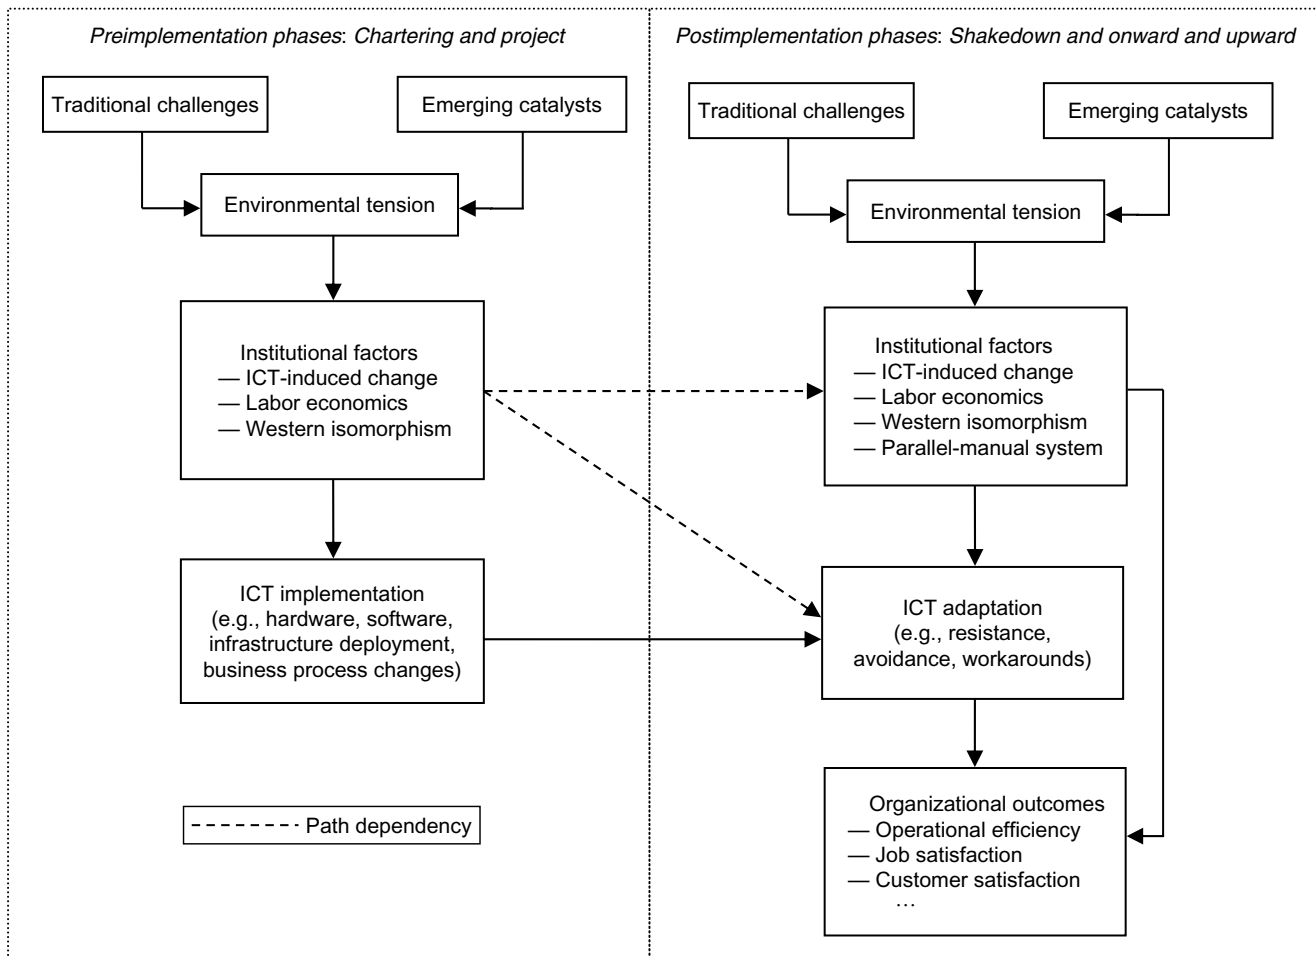 Preimplementation phases: Chartering and project
Traditional challenges
Emerging catalysts
Environmental tension
Institutional factors
— ICT-induced change
— Labor economics
— Western isomorphism
ICT implementation
(e.g., hardware, software,
infrastructure deployment,
business process changes)
Path dependency
Postimplementation phases: Shakedown and onward and upward
Traditional challenges
Emerging catalysts
Environmental tension
Institutional factors
— ICT-induced change
— Labor economics
— Western isomorphism
— Parallel-manual system
ICT adaptation
(e.g., resistance,
avoidance, workarounds)
Organizational outcomes
— Operational efficiency
— Job satisfaction
— Customer satisfaction
…